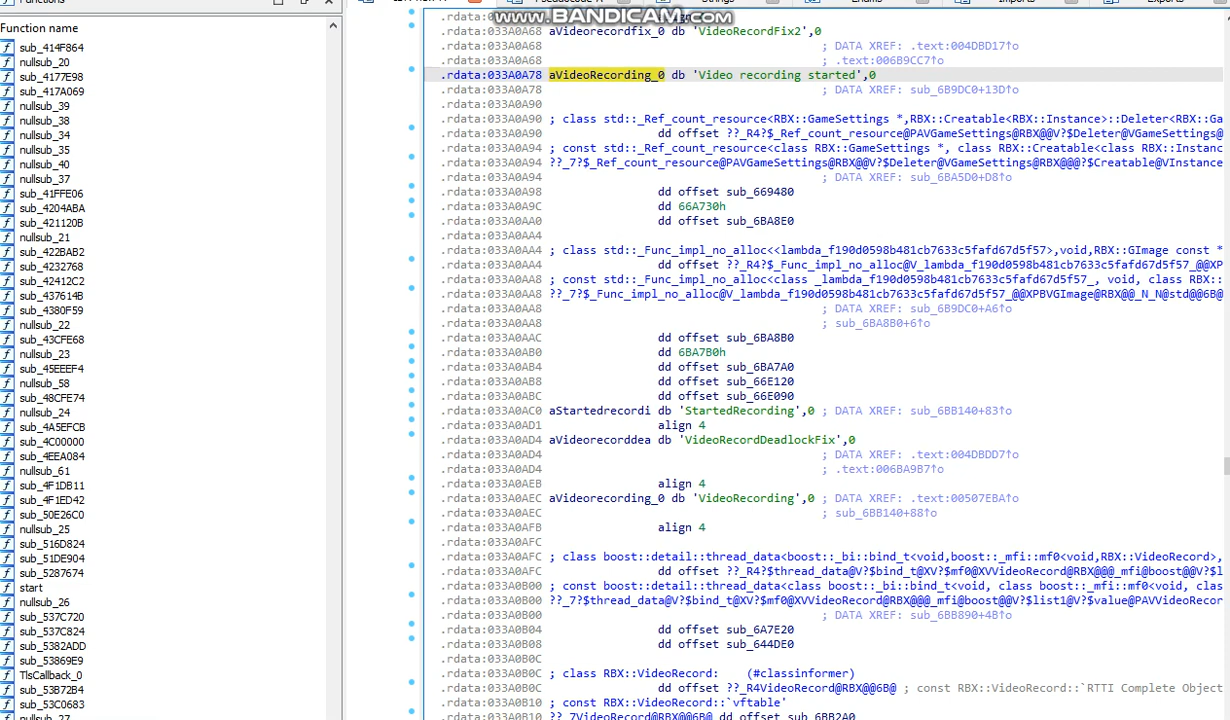 Functions
Function name
sub_414F864
nullsub_20
sub_4177E98
sub_417A069
nullsub_39
nullsub_38
nullsub_34
nullsub_35
nullsub_40
nullsub_37
sub_41FFE06
sub_4204ABA
sub_421120B
nullsub_21
sub_422BAB2
sub_4232768
sub_42412C2
sub_437614B
sub_4380F59
nullsub_22
sub_43CFE68
nullsub_23
sub_45EEEF4
nullsub_58
sub_48CFE74
nullsub_24
sub_4A5EFCB
sub_4C00000
sub_4EEA084
nullsub_61
sub_4F1DB11
sub_4F1ED42
sub_50E26C0
nullsub_25
sub_516D824
sub_51DE904
sub_5287674
start
nullsub_26
sub_537C720
sub_537C824
sub_5382ADD
sub_53869E9
TlsCallback_0
sub_53B72B4
sub_53C0683
nullsub_27
Strings
Enums
Imports
Exports
www.BANDICAM.com
.rdata:033A0A65 align
.rdata:033A0A68 aVideorecordfix_0 db 'VideoRecordFix2',0
.rdata:033A0A68 ; DATA XREF: .text:004DBD17↑o
.rdata:033A0A68 ; .text:006B9CC7↑o
.rdata:033A0A78 aVideoRecording_0 db 'Video recording started',0
.rdata:033A0A78 ; DATA XREF: sub_6B9DC0+13D↑o
.rdata:033A0A90
.rdata:033A0A90 ; class std::_Ref_count_resource<RBX::GameSettings *,RBX::Creatable<RBX::Instance>::Deleter<RBX::Ga
.rdata:033A0A90 dd offset ??_R4?$_Ref_count_resource@PAVGameSettings@RBX@@V?$Deleter@VGameSettings@
.rdata:033A0A94 ; const std::_Ref_count_resource<class RBX::GameSettings *, class RBX::Creatable<class RBX::Instanc
.rdata:033A0A94 ??_7?$_Ref_count_resource@PAVGameSettings@RBX@@V?$Deleter@VGameSettings@RBX@@@?$Creatable@VInstance
.rdata:033A0A94 ; DATA XREF: sub_6BA5D0+D8↑o
.rdata:033A0A98 dd offset sub_669480
.rdata:033A0A9C dd 66A730h
.rdata:033A0AA0 dd offset sub_6BA8E0
.rdata:033A0AA4
.rdata:033A0AA4 ; class std::_Func_impl_no_alloc<<lambda_f190d0598b481cb7633c5fafd67d5f57>,void,RBX::GImage const *
.rdata:033A0AA4 dd offset ??_R4?$_Func_impl_no_alloc@V_lambda_f190d0598b481cb7633c5fafd67d5f57_@@XP
.rdata:033A0AA8 ; const std::_Func_impl_no_alloc<class _lambda_f190d0598b481cb7633c5fafd67d5f57_, void, class RBX::
.rdata:033A0AA8 ??_7?$_Func_impl_no_alloc@V_lambda_f190d0598b481cb7633c5fafd67d5f57_@@XPBVGImage@RBX@@_N_N@std@@6B@
.rdata:033A0AA8 ; DATA XREF: sub_6B9DC0+A6↑o
.rdata:033A0AA8 ; sub_6BA8B0+6↑o
.rdata:033A0AAC dd offset sub_6BA8B0
.rdata:033A0AB0 dd 6BA7B0h
.rdata:033A0AB4 dd offset sub_6BA7A0
.rdata:033A0AB8 dd offset sub_66E120
.rdata:033A0ABC dd offset sub_66E090
.rdata:033A0AC0 aStartedrecordi db 'StartedRecording',0 ; DATA XREF: sub_6BB140+83↑o
.rdata:033A0AD1 align 4
.rdata:033A0AD4 aVideorecorddea db 'VideoRecordDeadlockFix',0
.rdata:033A0AD4 ; DATA XREF: .text:004DBDD7↑o
.rdata:033A0AD4 ; .text:006BA9B7↑o
.rdata:033A0AEB align 4
.rdata:033A0AEC aVideorecording_0 db 'VideoRecording',0 ; DATA XREF: .text:00507EBA↑o
.rdata:033A0AEC ; sub_6BB140+88↑o
.rdata:033A0AFB align 4
.rdata:033A0AFC
.rdata:033A0AFC ; class boost::detail::thread_data<boost::_bi::bind_t<void,boost::_mfi::mf0<void,RBX::VideoRecord>,
.rdata:033A0AFC dd offset ??_R4?$thread_data@V?$bind_t@XV?$mf0@XVVideoRecord@RBX@@@_mfi@boost@@V?$l
.rdata:033A0B00 ; const boost::detail::thread_data<class boost::_bi::bind_t<void, class boost::_mfi::mf0<void, class
.rdata:033A0B00 ??_7?$thread_data@V?$bind_t@XV?$mf0@XVVideoRecord@RBX@@@_mfi@boost@@V?$list1@V?$value@PAVVideoRecor
.rdata:033A0B00 ; DATA XREF: sub_6BB890+4B↑o
.rdata:033A0B04 dd offset sub_6A7E20
.rdata:033A0B08 dd offset sub_644DE0
.rdata:033A0B0C
.rdata:033A0B0C ; class RBX::VideoRecord: (#classinformer)
.rdata:033A0B0C dd offset ??_R4VideoRecord@RBX@@6B@ ; const RBX::VideoRecord::`RTTI Complete Object
.rdata:033A0B10 ; const RBX::VideoRecord::`vftable'
.rdata:033A0B10 ??_7VideoRecord@RBX@@6B@ dd offset sub_6BB2A0